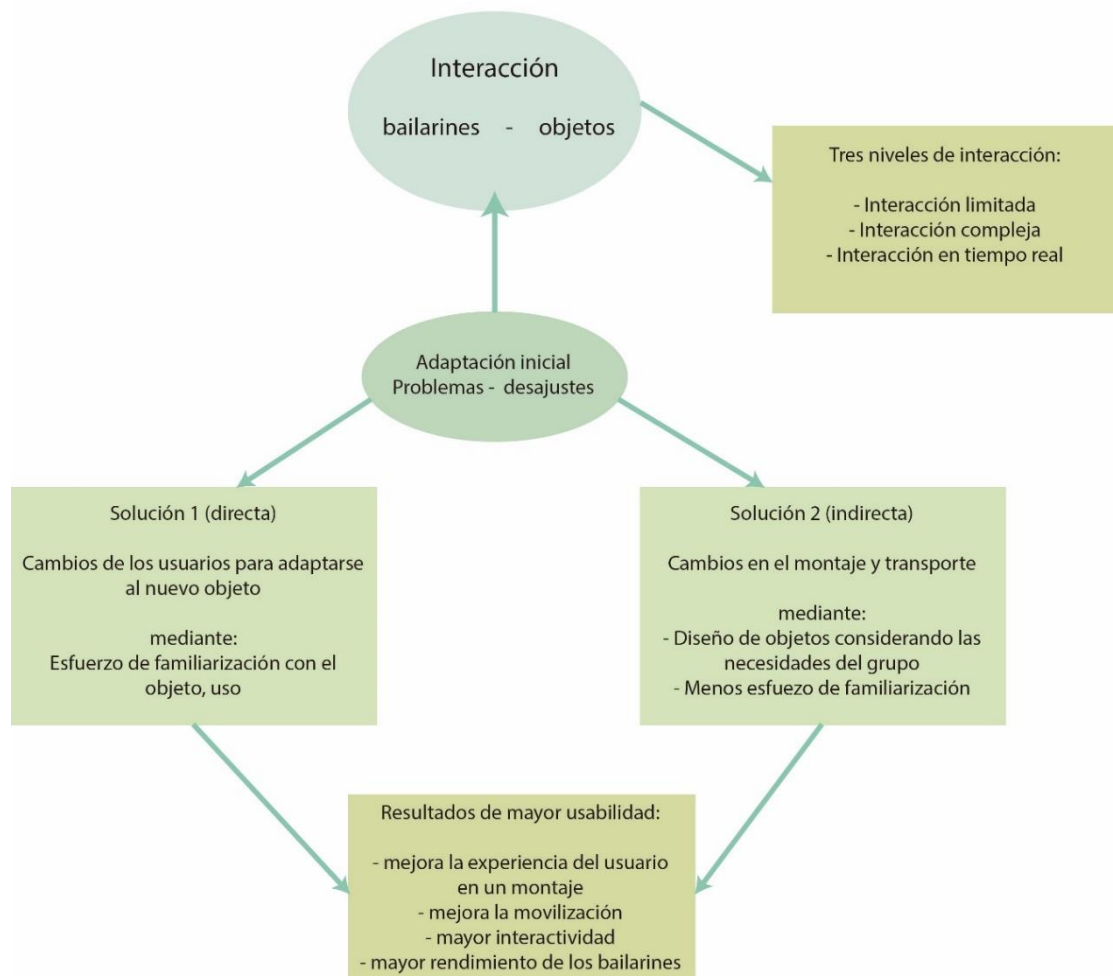 Interacción
bailarines - objetos
Tres niveles de interacción:
- Interacción limitada
- Interacción compleja
- Interacción en tiempo real
Adaptación inicial
Problemas - desajustes
Solución 1 (directa)
Cambios de los usuarios para adaptarse
al nuevo objeto
mediante:
Esfuerzo de familiarización con el
objeto, uso
Solución 2 (indirecta)
Cambios en el montaje y transporte
mediante:
- Diseño de objetos considerando las
necesidades del grupo
- Menos esfuezo de familiarización
Resultados de mayor usabilidad:
- mejora la experiencia del usuario
en un montaje
- mejora la movilización
- mayor interactividad
- mayor rendimiento de los bailarines